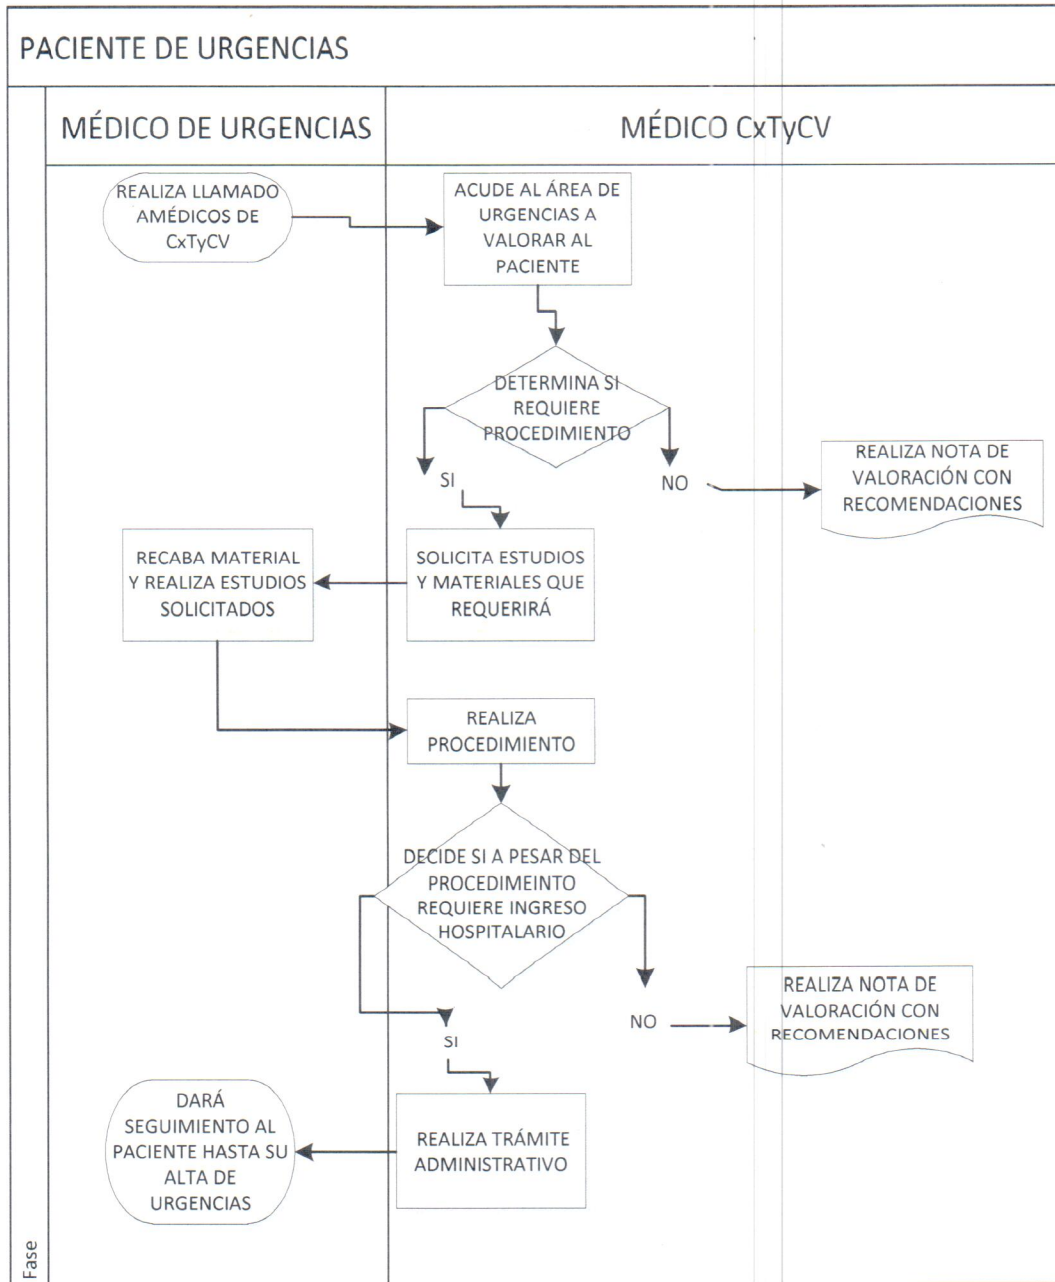 PACIENTE DE URGENCIAS
MÉDICO DE URGENCIAS
MÉDICO CxTyCV
REALIZA LLAMADO
AMÉDICOS DE
CxTyCV
ACUDE AL ÁREA DE
URGENCIAS A
VALORAR AL
PACIENTE
DETERMINA SI
REQUIERE
PROCEDIMIENTO
SI
NO
REALIZA NOTA DE
VALORACIÓN CON
RECOMENDACIONES
RECABA MATERIAL
Y REALIZA ESTUDIOS
SOLICITADOS
SOLICITA ESTUDIOS
Y MATERIALES QUE
REQUERIRÁ
REALIZA
PROCEDIMIENTO
DECIDE SI A PESAR DEL
PROCEDIMEINTO
REQUIERE INGRESO
HOSPITALARIO
SI
NO
REALIZA NOTA DE
VALORACIÓN CON
RECOMENDACIONES
DARÁ
SEGUIMIENTO AL
PACIENTE HASTA SU
ALTA DE
URGENCIAS
REALIZA TRÁMITE
ADMINISTRATIVO
Fase